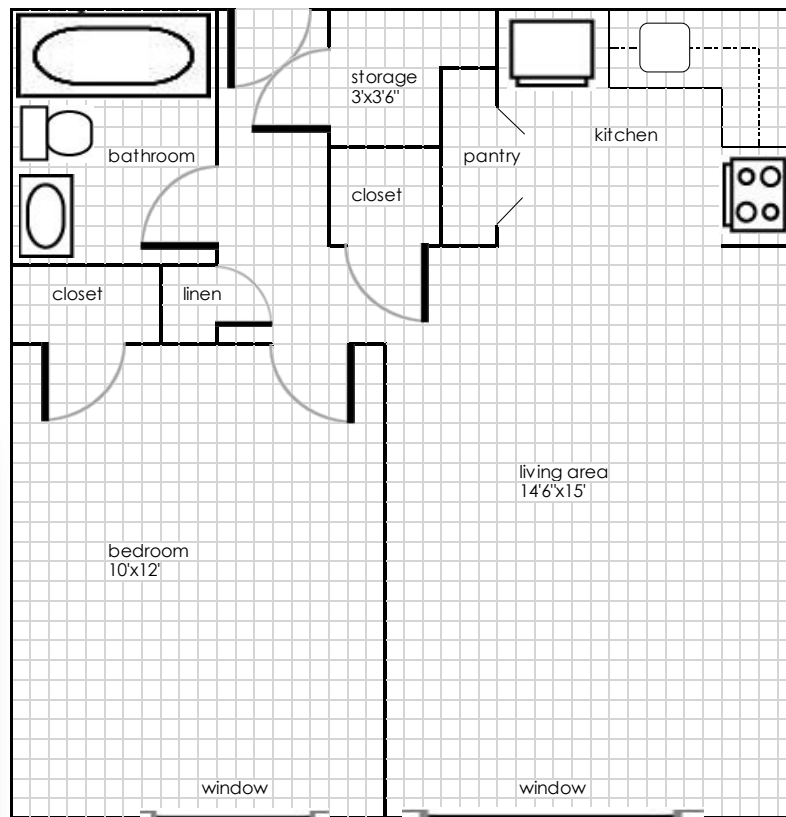 storage
3'x3'6"
kitchen
bathroom
pantry
closet
closet
linen
living area
14'6"x15'
bedroom
10'x12'
window
window